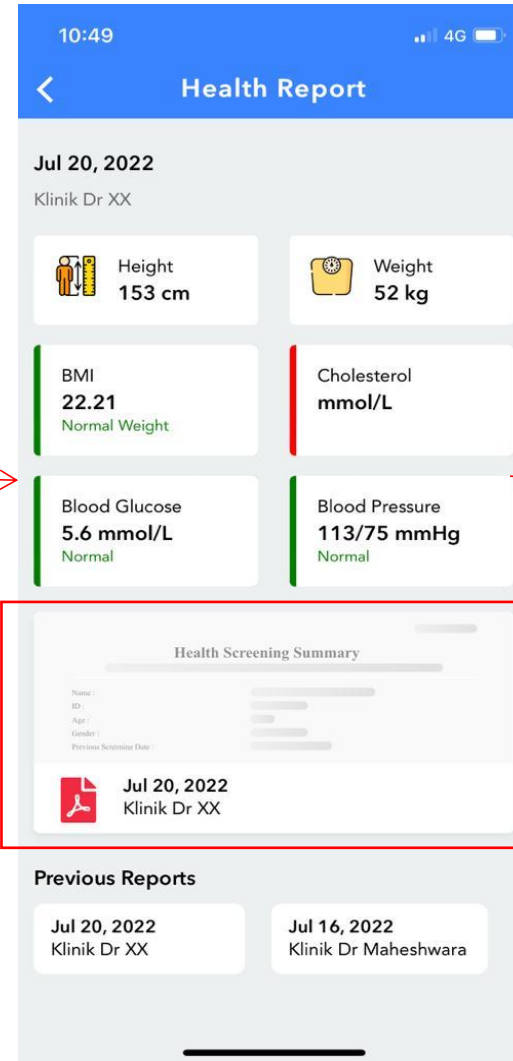 10:49
4G
Health Report
Jul 20, 2022
Klinik Dr XX
Height
153 cm
Weight
52 kg
BMI
22.21
Normal Weight
Cholesterol
mmol/L
Blood Glucose
5.6 mmol/L
Normal
Blood Pressure
113/75 mmHg
Normal
Health Screening Summary
Name :
ID :
Age :
Gender :
Previous Screening Date :
Jul 20, 2022
Klinik Dr XX
Previous Reports
Jul 20, 2022
Klinik Dr XX
Jul 16, 2022
Klinik Dr Maheshwara